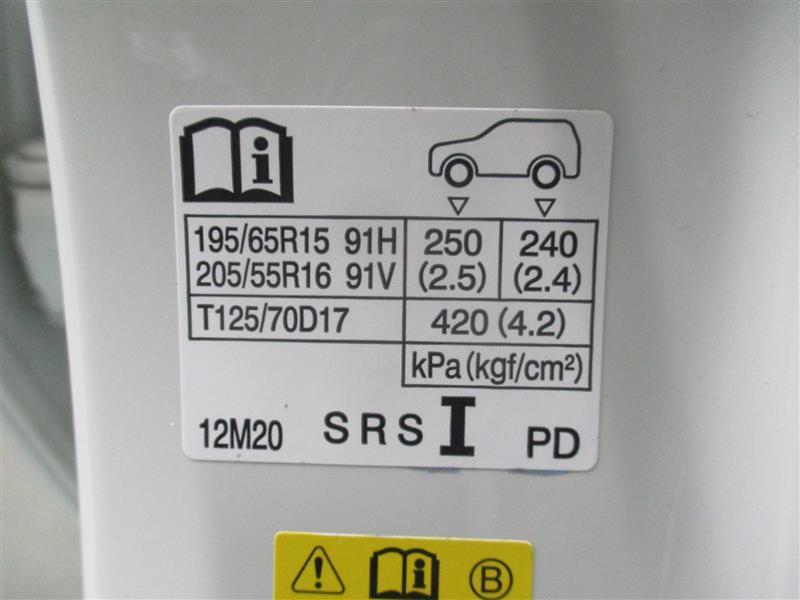 i
195/65R15 91H 250 240
205/55R16 91V (2.5) (2.4)
T125/70D17 420 (4.2)
kPa (kgf/cm²)
12M20 SRS I PD
i B